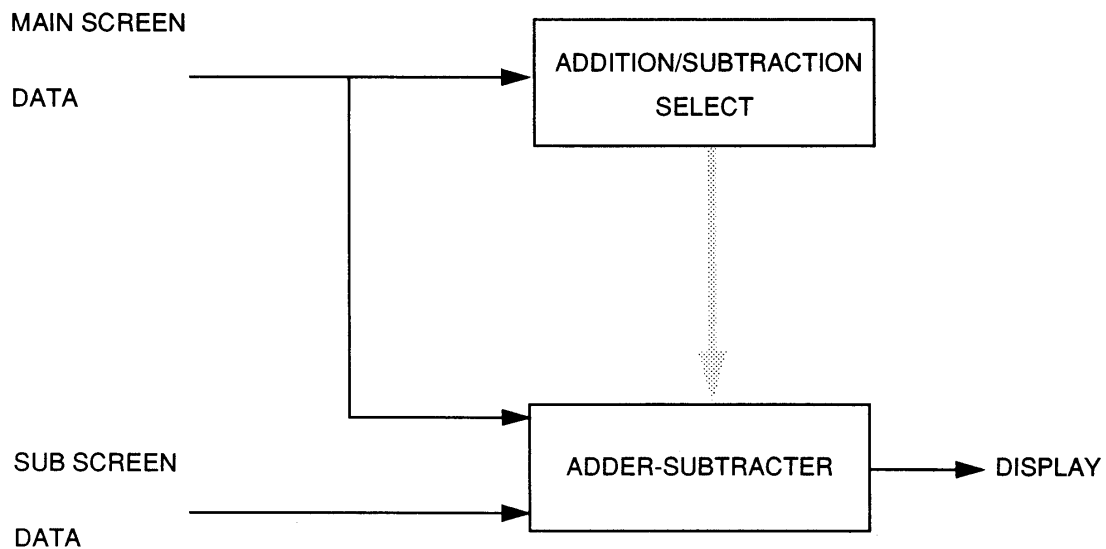 MAIN SCREEN
DATA
ADDITION/SUBTRACTION
SELECT
SUB SCREEN
DATA
ADDER-SUBTRACTER
DISPLAY